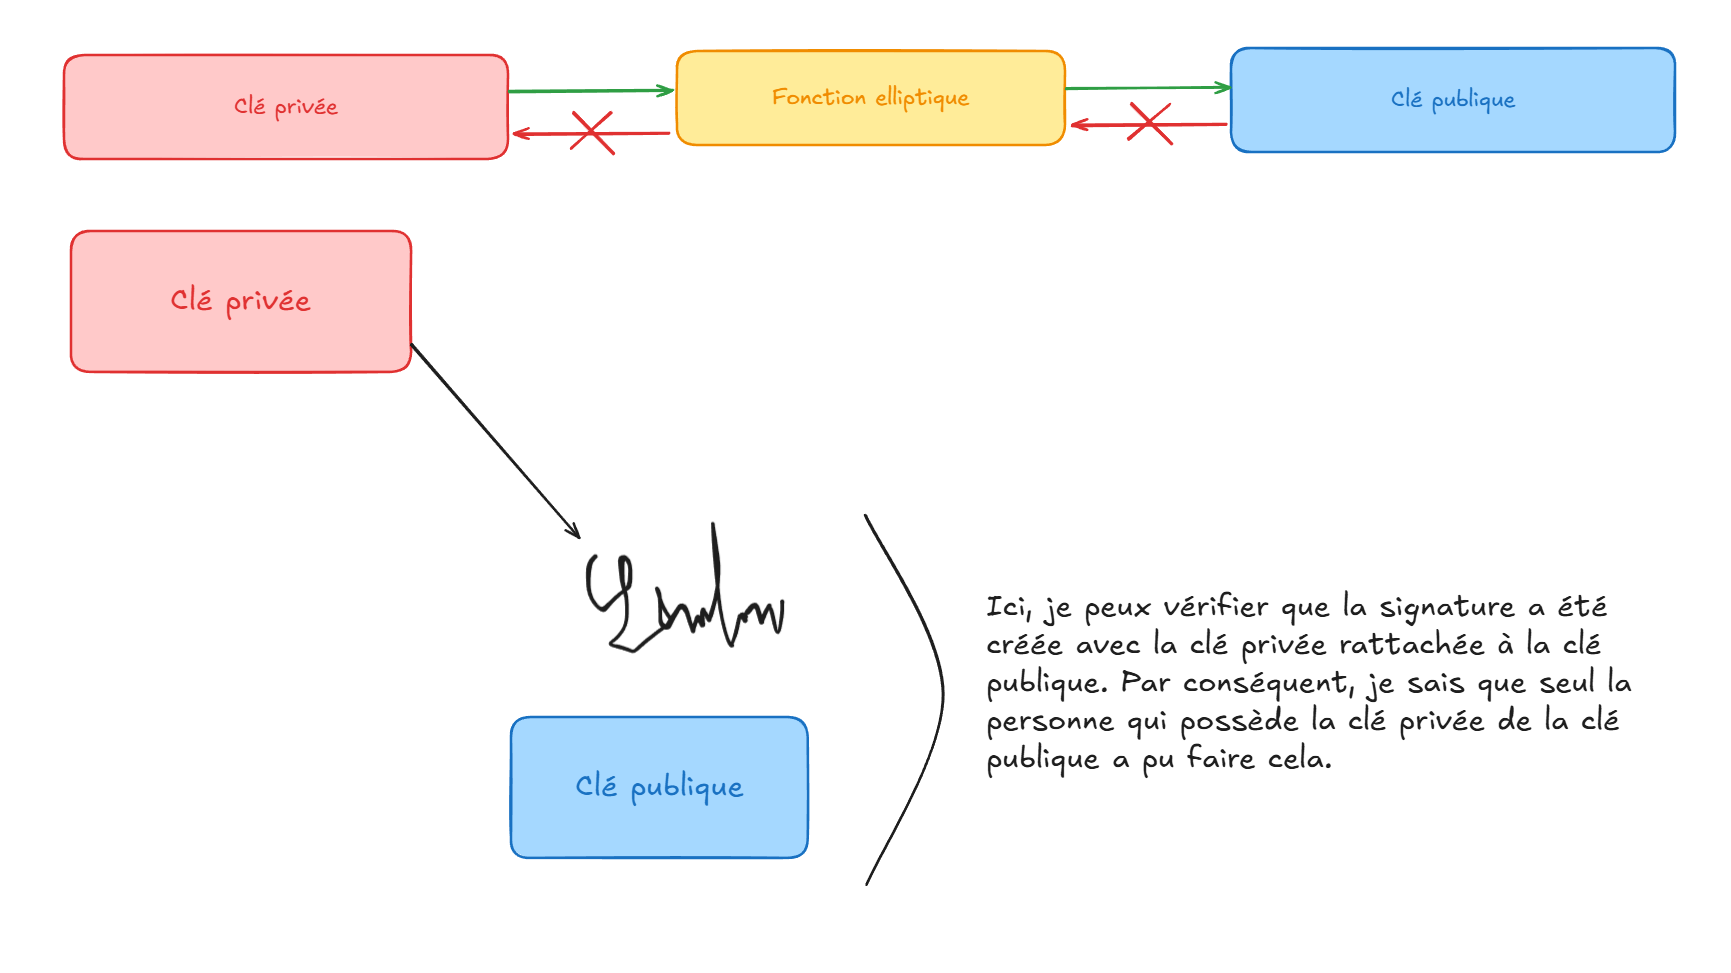 Clé privée
Fonction elliptique
Clé publique
Clé privée
Ici, je peux vérifier que la signature a été
créée avec la clé privée rattachée à la clé
publique. Par conséquent, je sais que seul la
personne qui possède la clé privée de la clé
publique a pu faire cela.
Clé publique